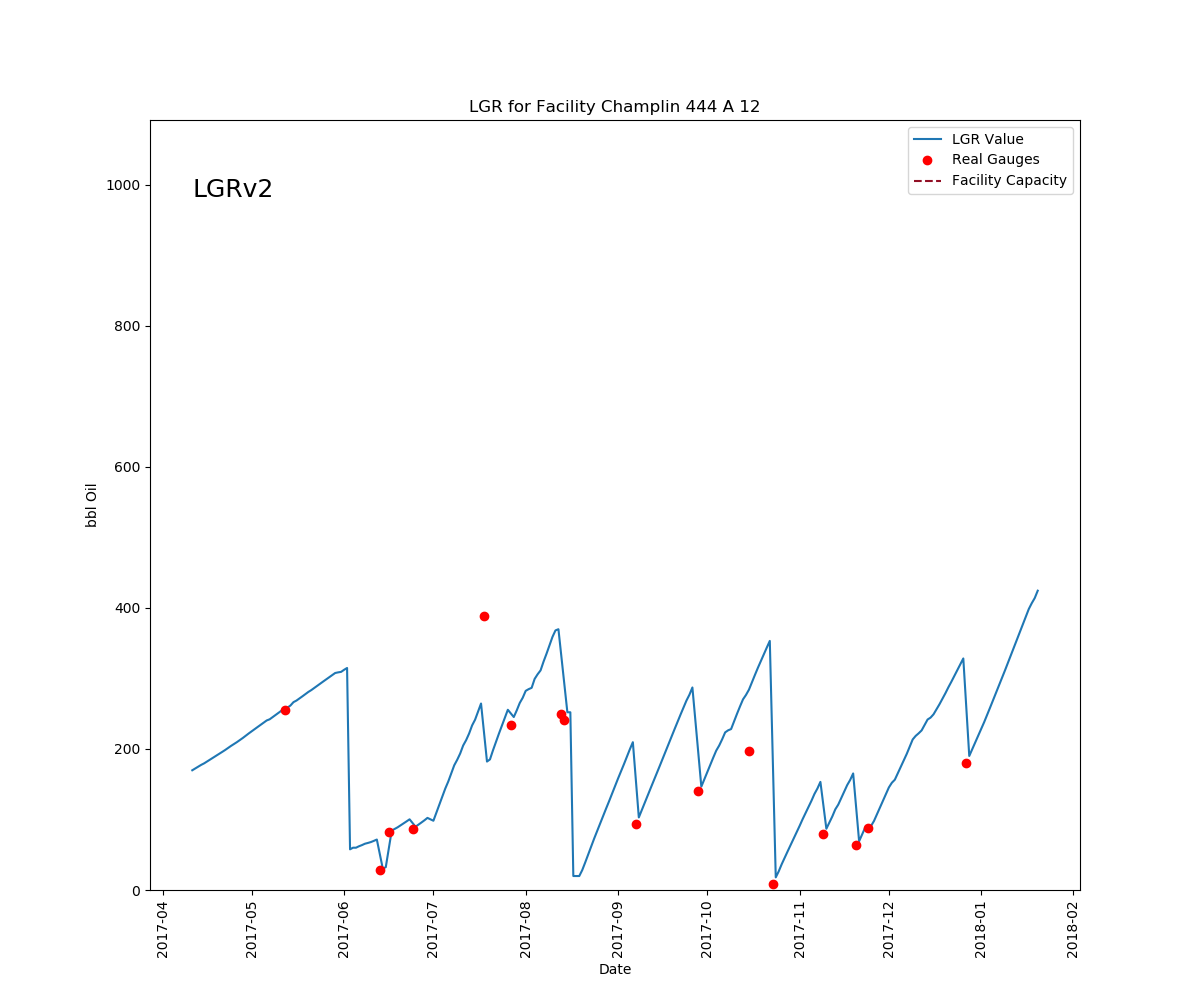 LGR for Facility Champlin 444 A 12
LGR Value
Real Gauges
Facility Capacity
LGRv2
1000
800
600
400
200
0
bbl Oil
2017-04
2017-05
2017-06
2017-07
2017-08
2017-09
2017-10
2017-11
2017-12
2018-01
2018-02
Date